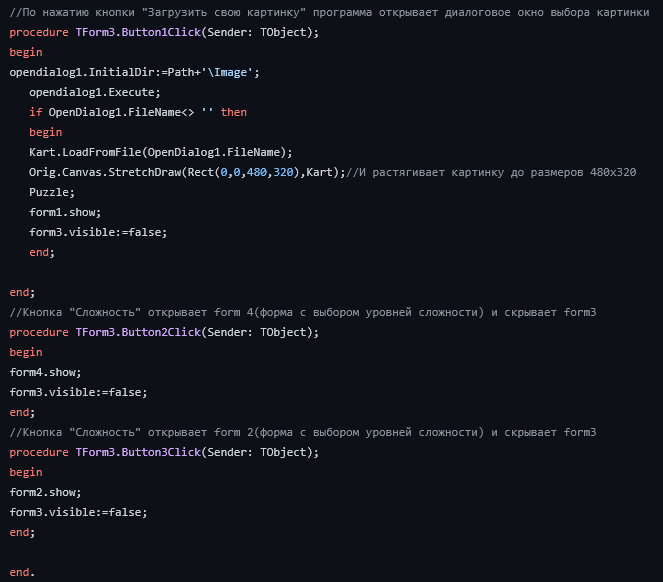 //По нажатию кнопки "Загрузить свою картинку" программа открывает диалоговое окно выбора картинки
procedure TForm3.Button1Click(Sender: TObject);
begin
opendialog1.InitialDir:=Path+'\Image';
   opendialog1.Execute;
   if OpenDialog1.FileName<> '' then
   begin
   Kart.LoadFromFile(OpenDialog1.FileName);
   Orig.Canvas.StretchDraw(Rect(0,0,480,320),Kart);//И растягивает картинку до размеров 480x320
   Puzzle;
   form1.show;
   form3.visible:=false;
   end;

end;
//Кнопка "Сложность" открывает form 4(форма с выбором уровней сложности) и скрывает form3
procedure TForm3.Button2Click(Sender: TObject);
begin
form4.show;
form3.visible:=false;
end;
//Кнопка "Сложность" открывает form 2(форма с выбором уровней сложности) и скрывает form3
procedure TForm3.Button3Click(Sender: TObject);
begin
form2.show;
form3.visible:=false;
end;

end.